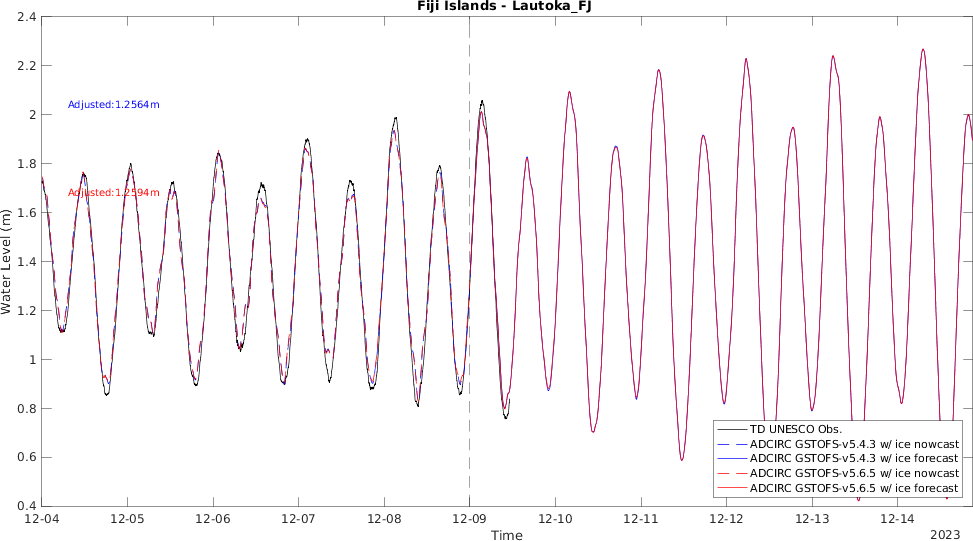 Fiji Islands - Lautoka_FJ
2.4
2.2
2
1.8
1.6
1.4
1.2
1
0.8
0.6
0.4
Water Level (m)
Adjusted:1.2564m
Adjusted:1.2594m
TD UNESCO Obs.
ADCIRC GSTOFS-v5.4.3 w/ ice nowcast
ADCIRC GSTOFS-v5.4.3 w/ ice forecast
ADCIRC GSTOFS-v5.6.5 w/ ice nowcast
ADCIRC GSTOFS-v5.6.5 w/ ice forecast
12-04 12-05 12-06 12-07 12-08 12-09 12-10 12-11 12-12 12-13 12-14
Time
2023